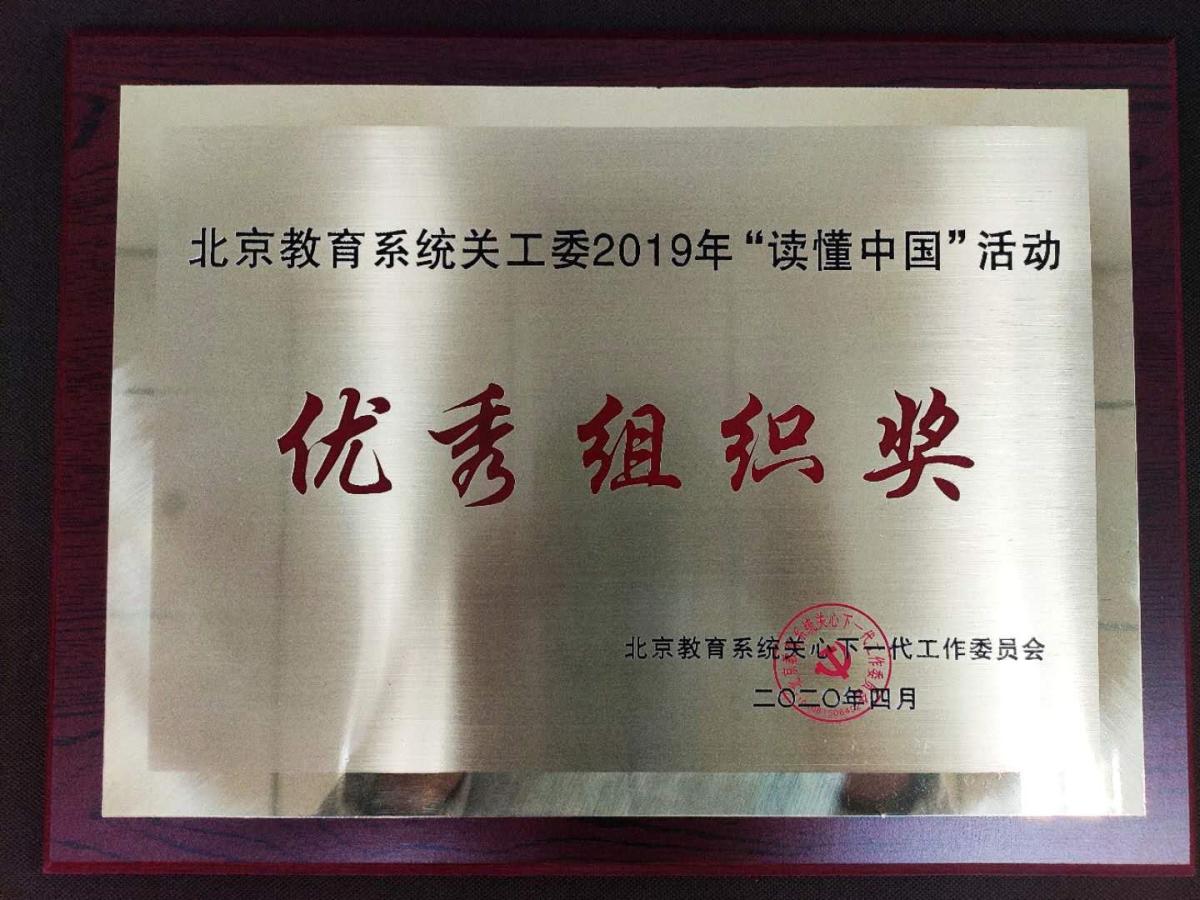 北京教育系统关工委2019年“读懂中国”活动
优秀组织奖
北京教育系统关心下一代工作委员会
二〇二〇年四月